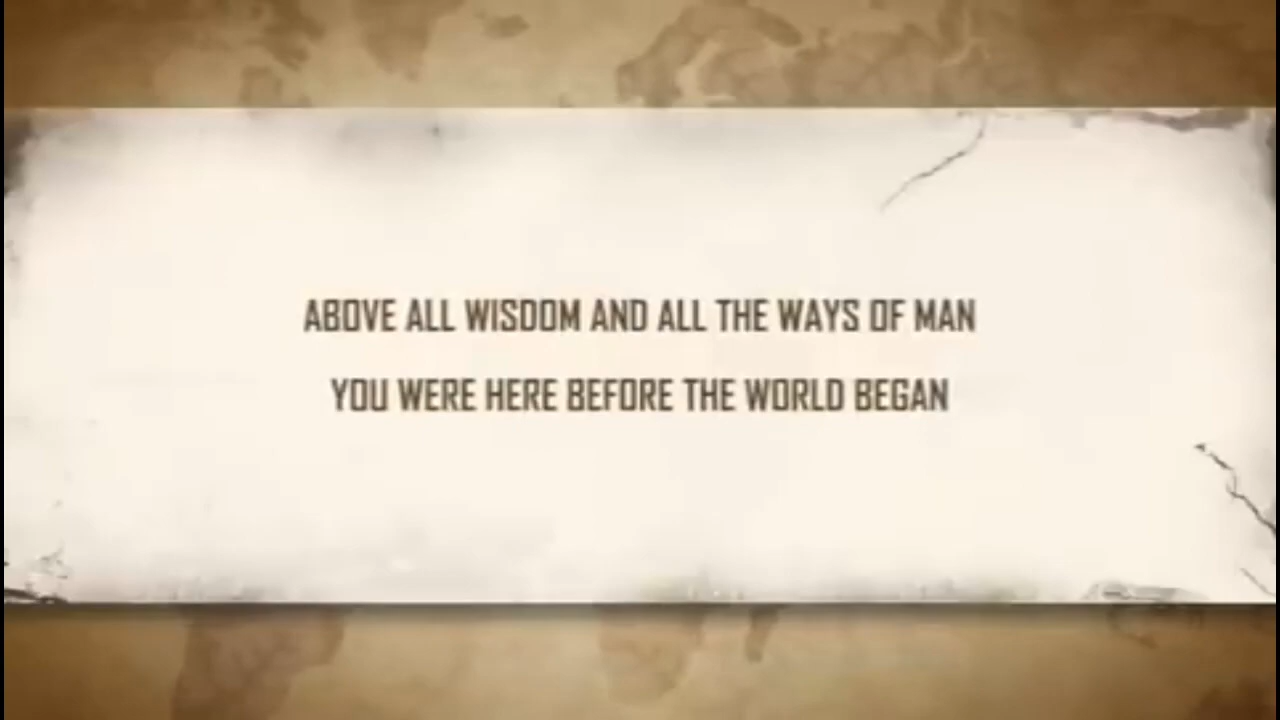 ABOVE ALL WISDOM AND ALL THE WAYS OF MAN
YOU WERE HERE BEFORE THE WORLD BEGAN